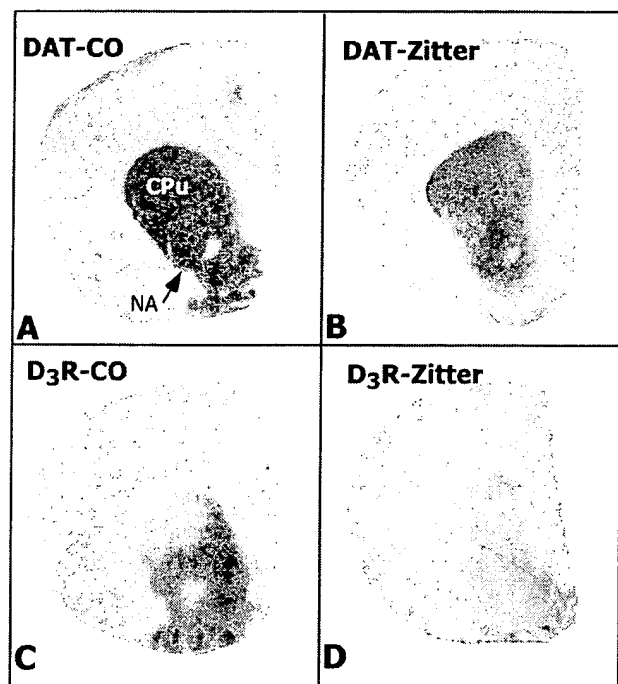 DAT-CO
CPu
NA
A
DAT-Zitter
B
D3R-CO
C
D3R-Zitter
D